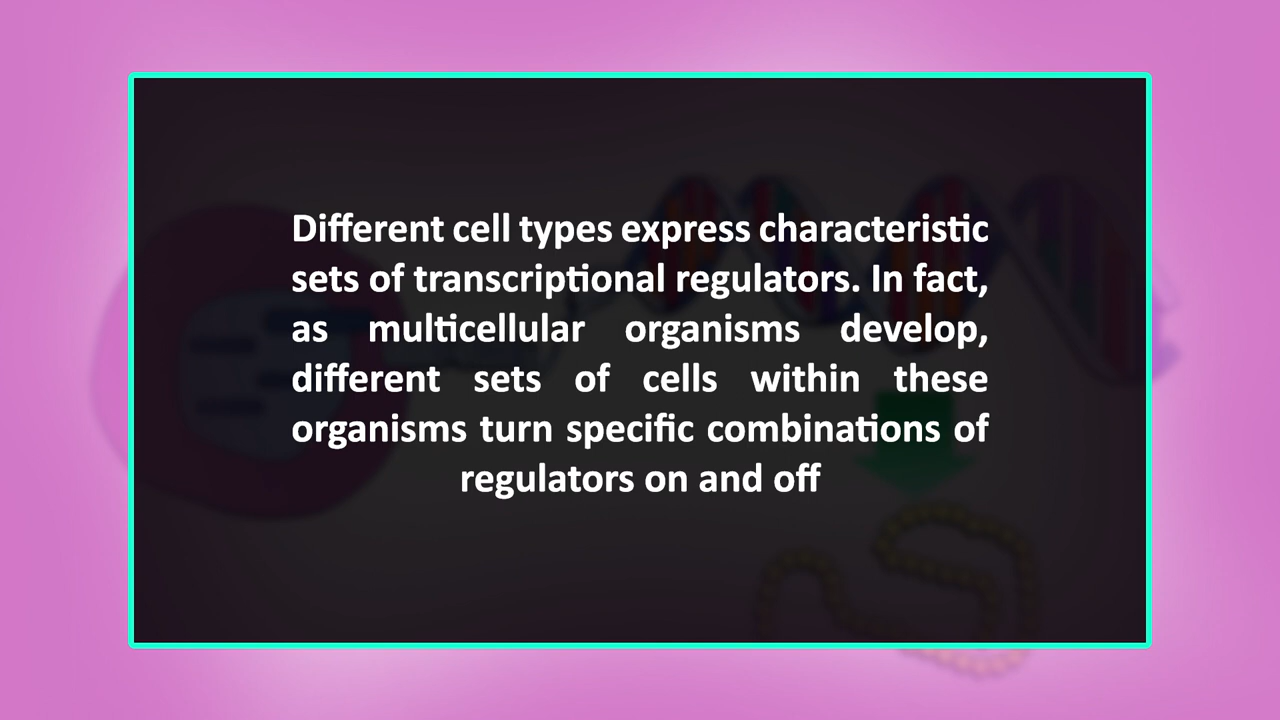 Different cell types express characteristic
sets of transcriptional regulators. In fact,
as multicellular organisms develop,
different sets of cells within these
organisms turn specific combinations of
regulators on and off